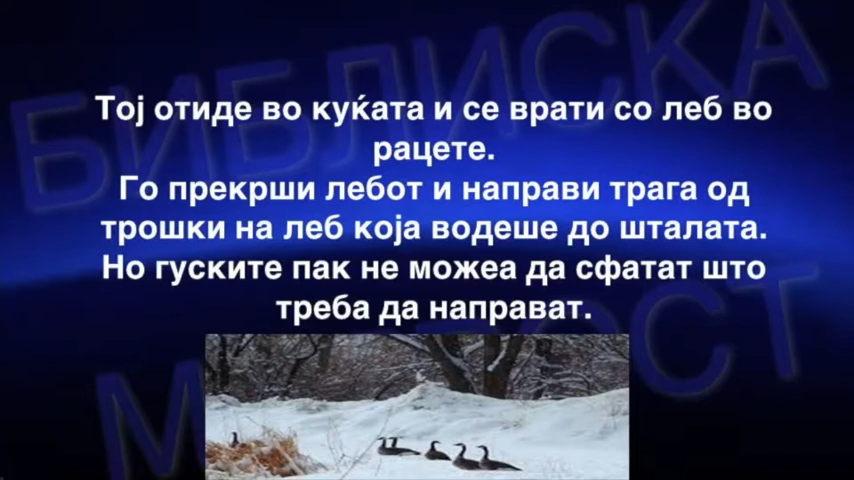 БИБЛИСКА
Тој отиде во куќата и се врати со леб во
рацете.
Го прекрши лебот и направи трага од
трошки на леб која водеше до шталата.
Но гуските пак не можеа да сфатат што
треба да направат.